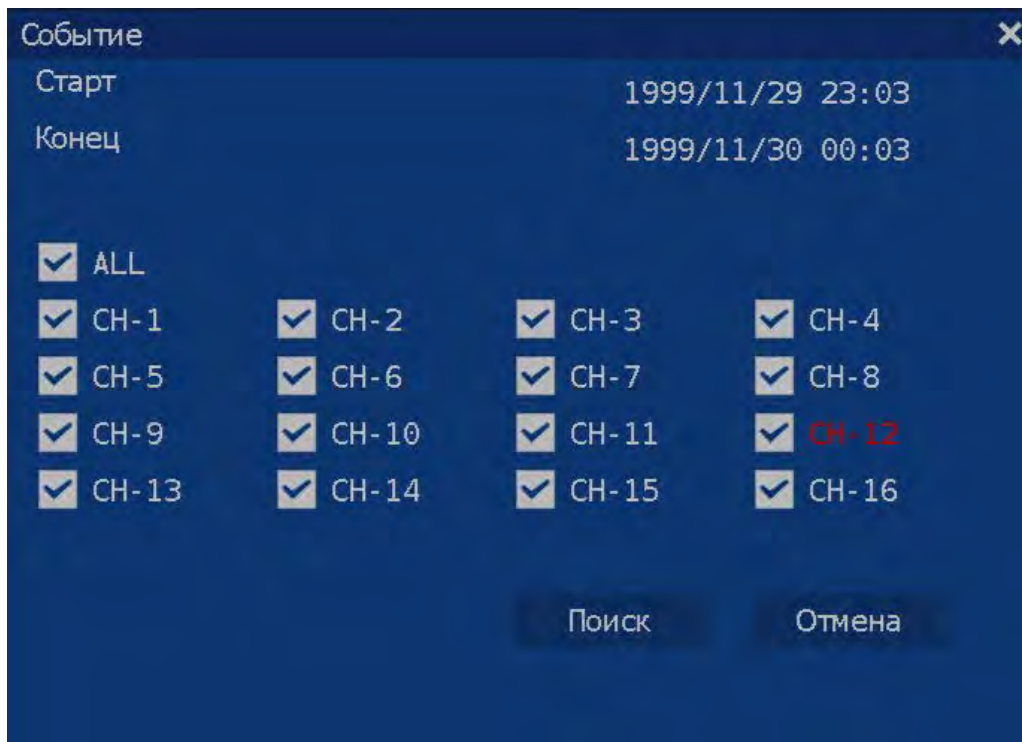 Событие
Старт 1999/11/29 23:03
Конец 1999/11/30 00:03
ALL
CH-1 CH-2 CH-3 CH-4
CH-5 CH-6 CH-7 CH-8
CH-9 CH-10 CH-11 CH-12
CH-13 CH-14 CH-15 CH-16
Поиск Отмена